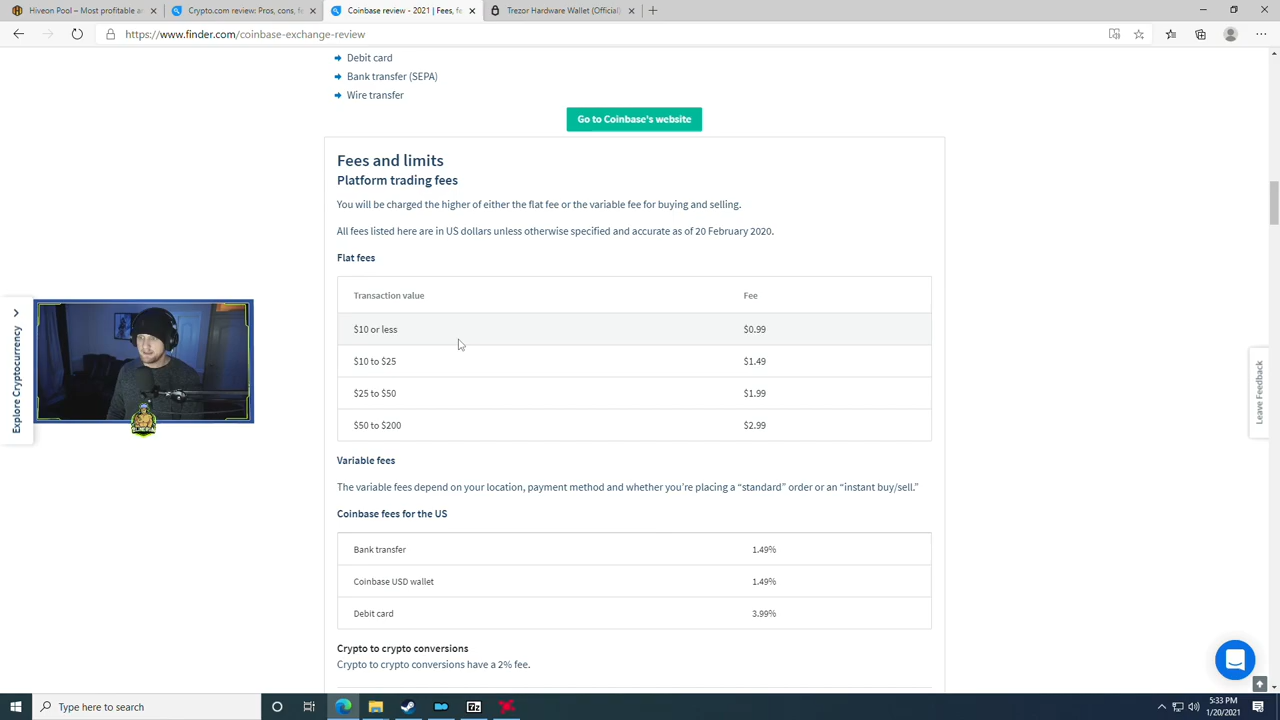 Hiveon Pool – Most profitable a
Crypto.com review: Pros, cons, f
Coinbase review - 2021 | Fees, fe
Trezor Hardware Wallet (Official)
https://www.finder.com/coinbase-exchange-review
Debit card
Bank transfer (SEPA)
Wire transfer
Go to Coinbase's website
Fees and limits
Platform trading fees
You will be charged the higher of either the flat fee or the variable fee for buying and selling.
All fees listed here are in US dollars unless otherwise specified and accurate as of 20 February 2020.
Flat fees
Transaction value Fee
$10 or less $0.99
$10 to $25 $1.49
$25 to $50 $1.99
$50 to $200 $2.99
Variable fees
The variable fees depend on your location, payment method and whether you're placing a “standard” order or an “instant buy/sell.”
Coinbase fees for the US
Bank transfer 1.49%
Coinbase USD wallet 1.49%
Debit card 3.99%
Crypto to crypto conversions
Crypto to crypto conversions have a 2% fee.
Explore Cryptocurrency
Leave Feedback
Type here to search
5:33 PM
1/20/2021